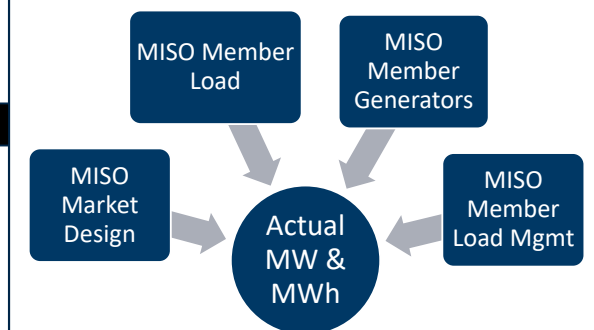 MISO Member
Load
MISO
Member
Generators
MISO
Market
Design
MISO
Member
Load Mgmt
Actual
MW &
MWh